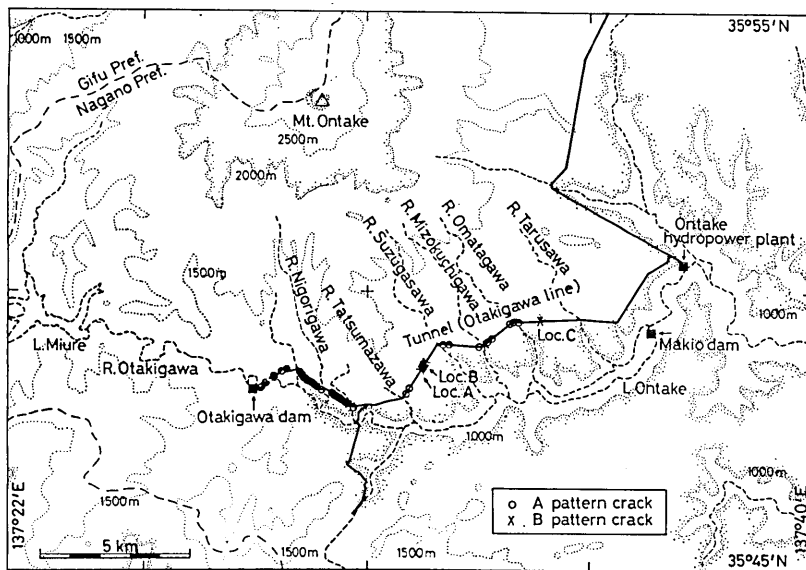 1000m 1500m
35°55'N
Gifu Pref.
Nagano Pref.
Mt. Ontake
2500m
2000m
R. Suzugasawa
R. Mizokuchigawa
R. Omatagawa
R. Tarusawa
Ontake
hydropower plant
1500m
R. Nigorigawa
R. Tatsumazawa
Tunnel (Otakigawa line)
1000m
L. Miure
Loc. C
Makio dam
R. Otakigawa
Loc. B
Loc. A
L. Ontake
Otakigawa dam
1000m
1000m
137°22'E
1500m
o A pattern crack
x B pattern crack
137°40'E
5 km
1500m
1500m
35°45'N